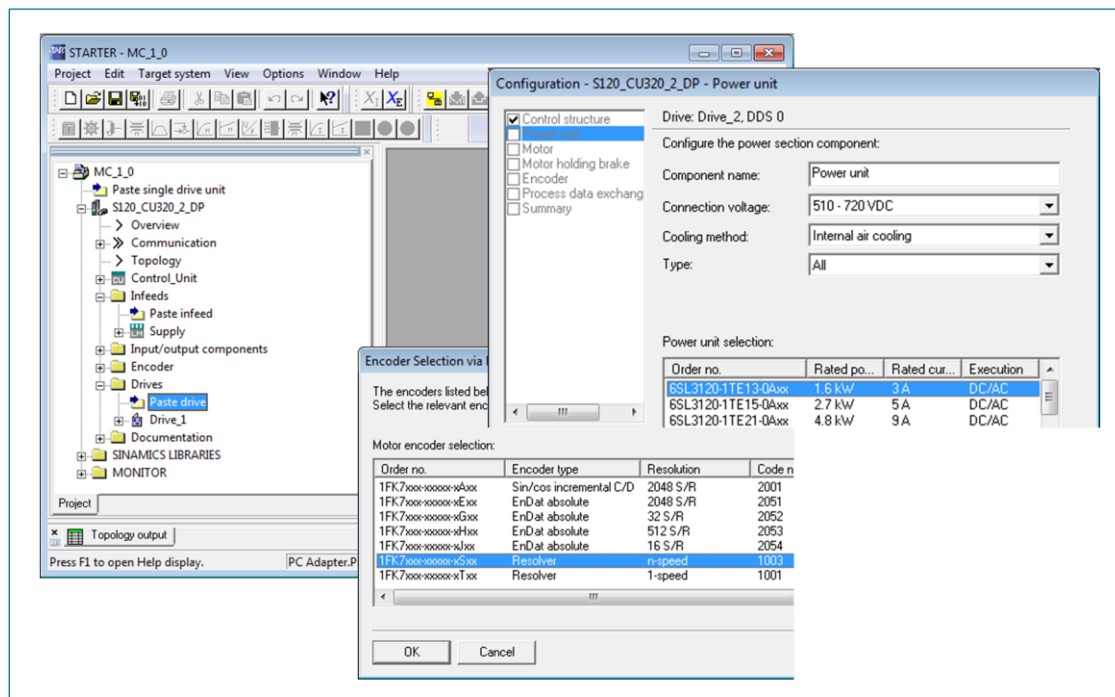 STARTER - MC_1_0
Project Edit Target system View Options Window Help
MC_1_0
Paste single drive unit
S120_CU320_2_DP
Overview
Communication
Topology
Control_Unit
Infeeds
Paste infeed
Supply
Input/output components
Encoder
Drives
Paste drive
Drive_1
Documentation
SINAMICS LIBRARIES
MONITOR
Project
Topology output
Press F1 to open Help display. PC Adapter.P
Configuration - S120_CU320_2_DP - Power unit
Control structure
Power unit
Motor
Motor holding brake
Encoder
Process data exchang
Summary
Drive: Drive_2, DDS 0
Configure the power section component:
Component name: Power unit
Connection voltage: 510 - 720 VDC
Cooling method: Internal air cooling
Type: All
Power unit selection:
Order no. Rated po... Rated cur... Execution
6SL3120-1TE13-0Axx 1.6 kW 3 A DC/AC
6SL3120-1TE15-0Axx 2.7 kW 5 A DC/AC
6SL3120-1TE21-0Axx 4.8 kW 9 A DC/AC
Encoder Selection via
The encoders listed bel
Select the relevant enc
Motor encoder selection:
Order no. Encoder type Resolution Code n
1FK7xxx-xxxxx-xAxx Sin/cos incremental C/D 2048 S/R 2001
1FK7xxx-xxxxx-xExx EnDat absolute 2048 S/R 2051
1FK7xxx-xxxxx-xGxx EnDat absolute 32 S/R 2052
1FK7xxx-xxxxx-xHxx EnDat absolute 512 S/R 2053
1FK7xxx-xxxxx-xJxx EnDat absolute 16 S/R 2054
1FK7xxx-xxxxx-xSxx Resolver n-speed 1003
1FK7xxx-xxxxx-xTxx Resolver 1-speed 1001
OK Cancel